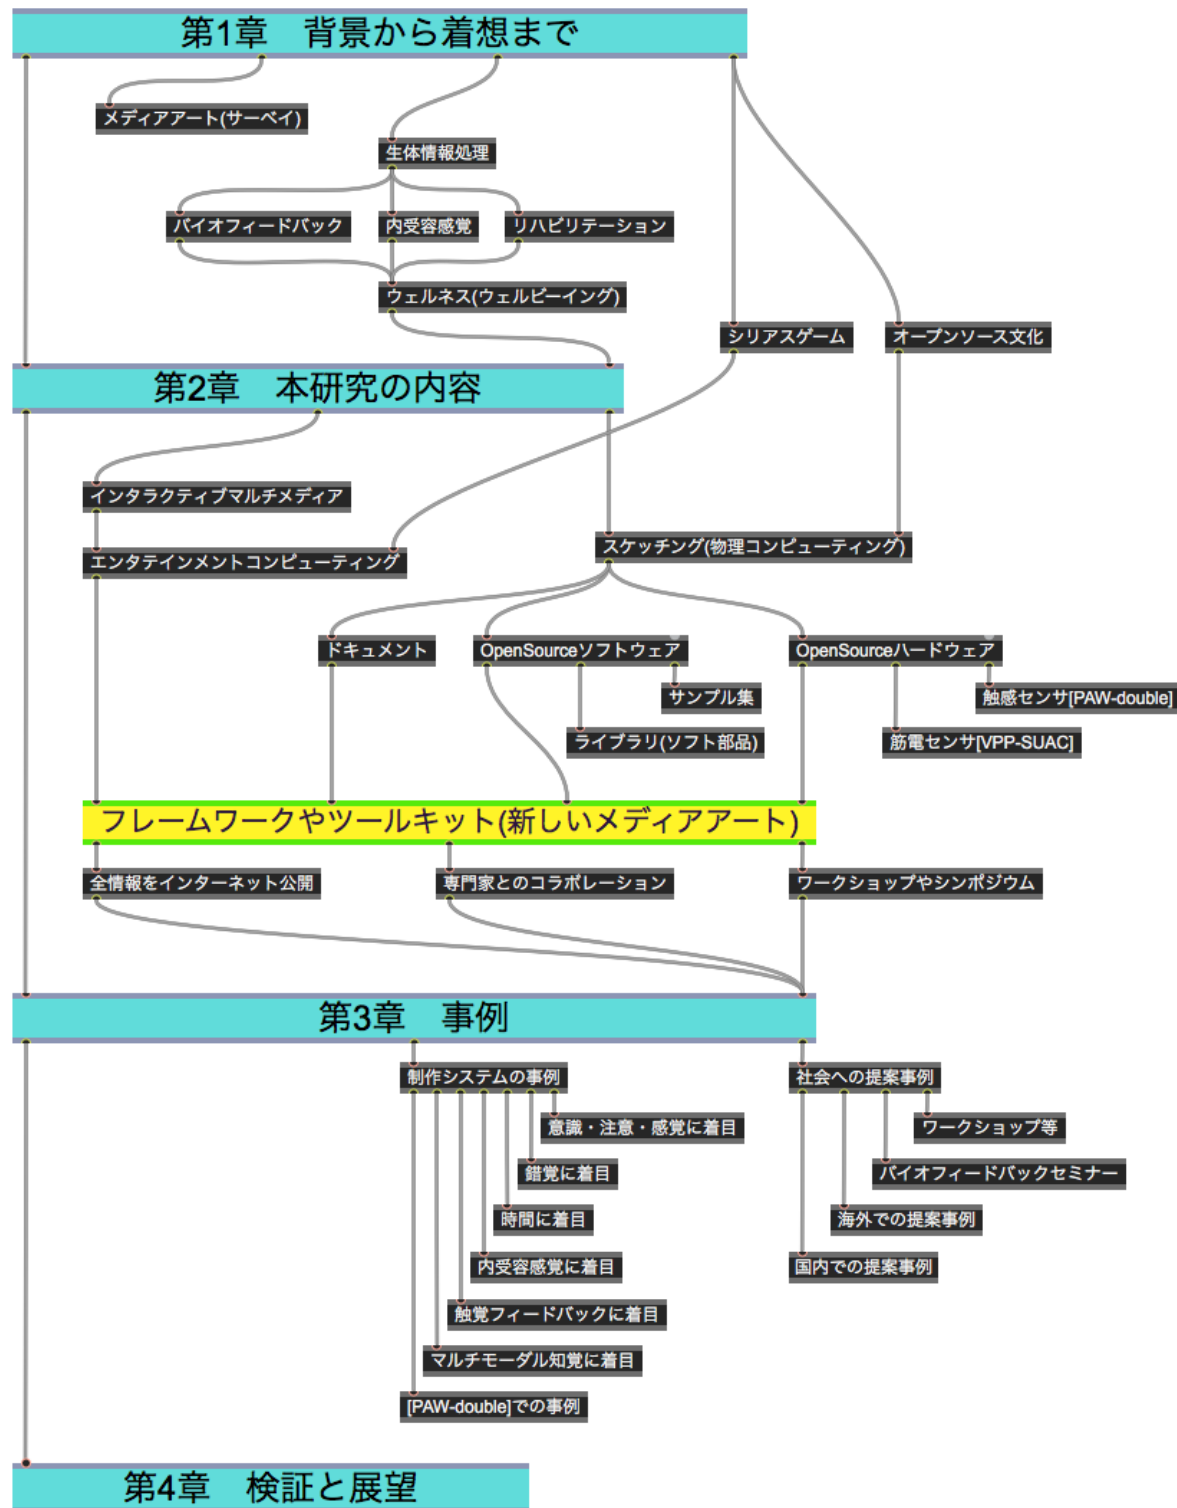 第1章　背景から着想まで
メディアアート(サーベイ)
生体情報処理
バイオフィードバック
内受容感覚
リハビリテーション
ウェルネス(ウェルビーイング)
シリアスゲーム
オープンソース文化
第2章　本研究の内容
インタラクティブマルチメディア
エンタテインメントコンピューティング
スケッチング(物理コンピューティング)
ドキュメント
OpenSourceソフトウェア
OpenSourceハードウェア
サンプル集
触感センサ[PAW-double]
ライブラリ(ソフト部品)
筋電センサ[VPP-SUAC]
フレームワークやツールキット(新しいメディアアート)
全情報をインターネット公開
専門家とのコラボレーション
ワークショップやシンポジウム
第3章　事例
制作システムの事例
社会への提案事例
意識・注意・感覚に着目
ワークショップ等
錯覚に着目
バイオフィードバックセミナー
時間に着目
海外での提案事例
内受容感覚に着目
国内での提案事例
触覚フィードバックに着目
マルチモーダル知覚に着目
[PAW-double]での事例
第4章　検証と展望